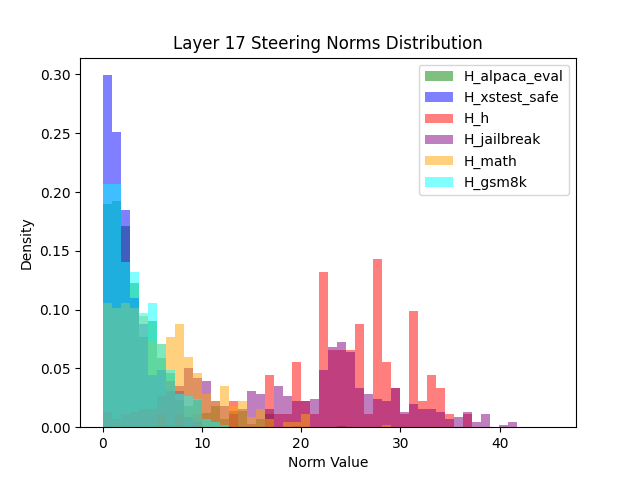 Layer 17 Steering Norms Distribution
0.30
0.25
0.20
0.15
0.10
0.05
0.00
Density
H_alpaca_eval
H_xstest_safe
H_h
H_jailbreak
H_math
H_gsm8k
0
10
20
30
40
Norm Value